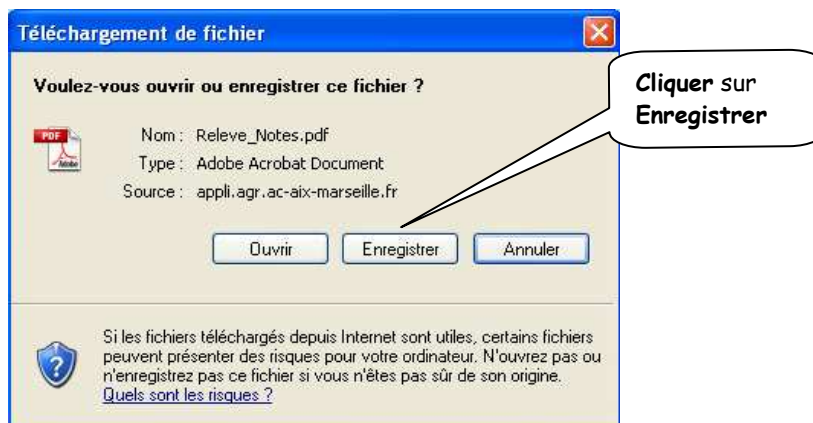 Téléchargement de fichier
Voulez-vous ouvrir ou enregistrer ce fichier ?
PDF
Adobe
Nom : Releve_Notes.pdf
Type : Adobe Acrobat Document
Source : appli.agr.ac-aix-marseille.fr
Ouvrir Enregistrer Annuler
Si les fichiers téléchargés depuis Internet sont utiles, certains fichiers
peuvent présenter des risques pour votre ordinateur. N'ouvrez pas ou
n'enregistrez pas ce fichier si vous n'êtes pas sûr de son origine.
Quels sont les risques ?
Cliquer sur
Enregistrer